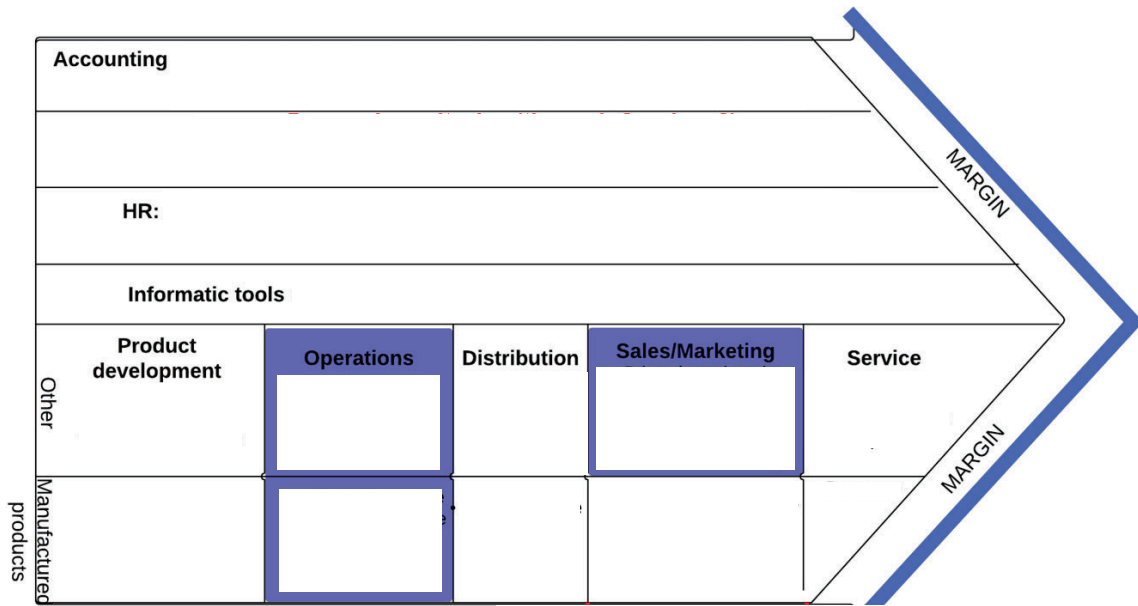 Accounting
HR:
Informatic tools
MARGIN
Product
development
Operations
Distribution
Sales/Marketing
Service
Other
MARGIN
Manufactured
products
e
e
e